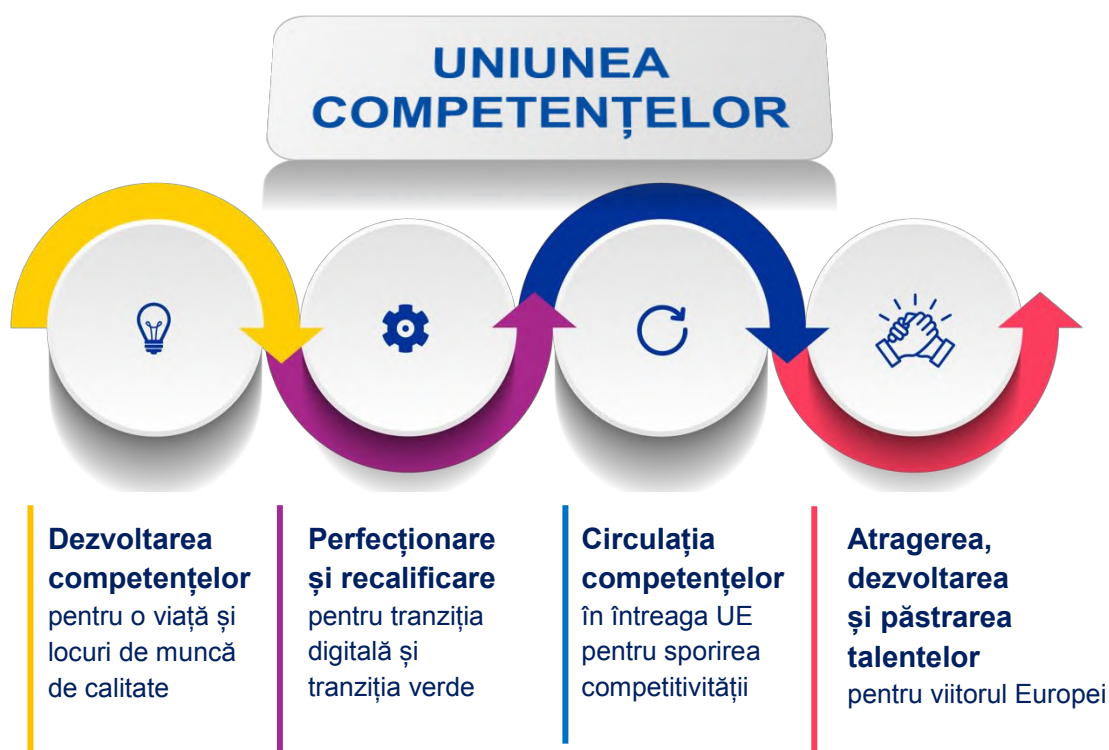 UNIUNEA
COMPETENȚELOR
Dezvoltarea
competențelor
pentru o viață și
locuri de muncă
de calitate
Perfecționare
și recalificare
pentru tranziția
digitală și
tranziția verde
Circulația
competențelor
în întreaga UE
pentru sporirea
competitivității
Atragerea,
dezvoltarea
și păstrarea
talentelor
pentru viitorul Europei